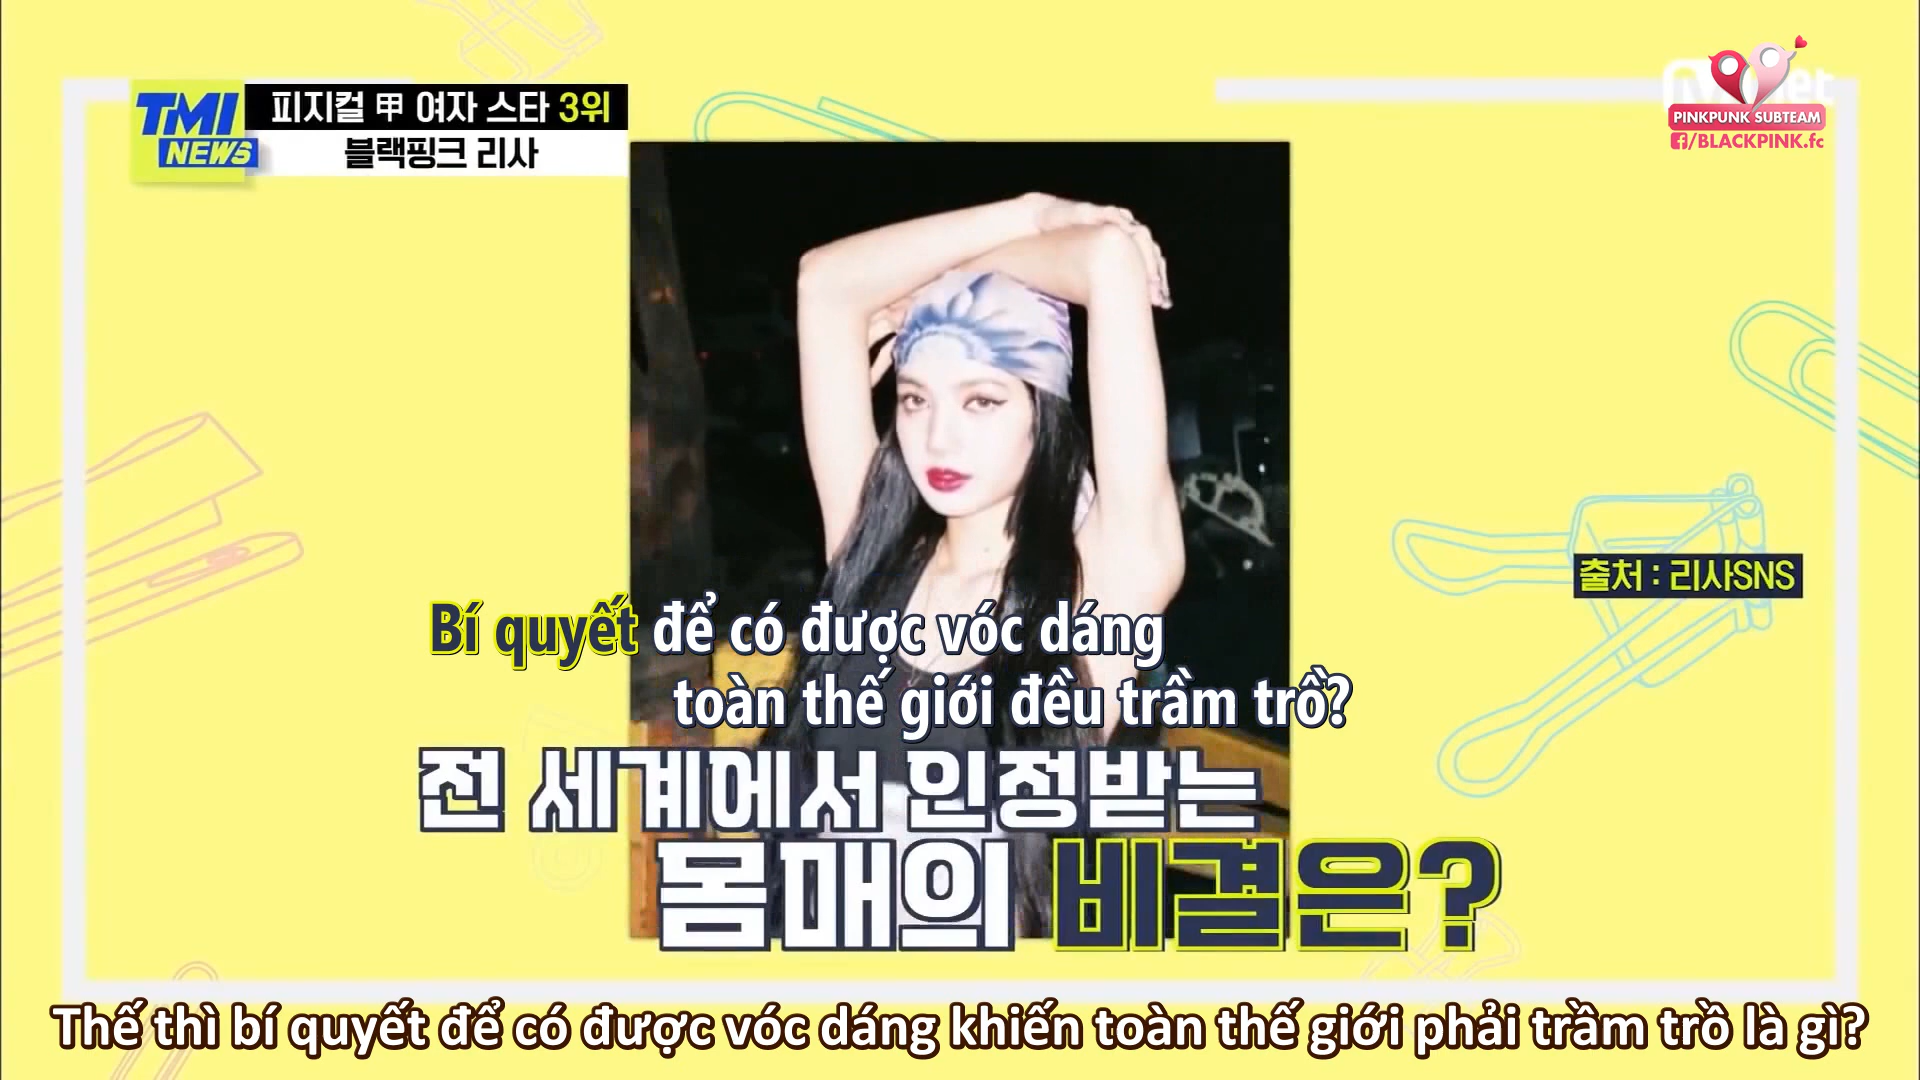 TMI
NEWS
피지컬 甲 여자 스타 3위
블랙핑크 리사
PINKPUNK SUBTEAM
f/BLACKPINK.fc
출처 : 리사SNS
Bí quyết để có được vóc dáng
toàn thế giới đều trầm trồ?
전 세계에서 인정받는
몸매의 비결은?
Thế thì bí quyết để có được vóc dáng khiến toàn thế giới phải trầm trồ là gì?